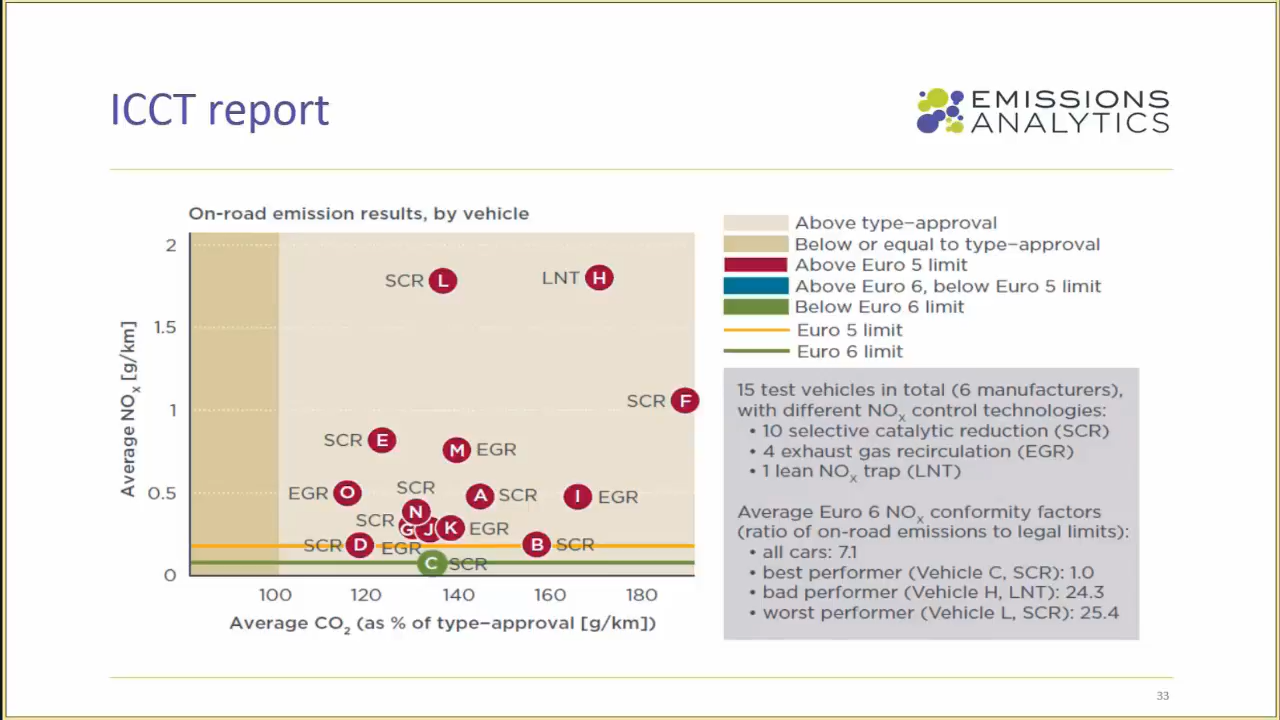 ICCT report
EMISSIONS
ANALYTICS
On-road emission results, by vehicle
Average NOx [g/km]
2
1.5
1
0.5
0
SCR L
LNT H
SCR F
SCR E
M EGR
EGR O
SCR
A SCR
I EGR
N
SCR G J K EGR
SCR D EGR
B SCR
C SCR
100 120 140 160 180
Average CO2 (as % of type−approval [g/km])
Above type−approval
Below or equal to type−approval
Above Euro 5 limit
Above Euro 6, below Euro 5 limit
Below Euro 6 limit
Euro 5 limit
Euro 6 limit
15 test vehicles in total (6 manufacturers),
with different NOx control technologies:
• 10 selective catalytic reduction (SCR)
• 4 exhaust gas recirculation (EGR)
• 1 lean NOx trap (LNT)
Average Euro 6 NOx conformity factors
(ratio of on-road emissions to legal limits):
• all cars: 7.1
• best performer (Vehicle C, SCR): 1.0
• bad performer (Vehicle H, LNT): 24.3
• worst performer (Vehicle L, SCR): 25.4
33